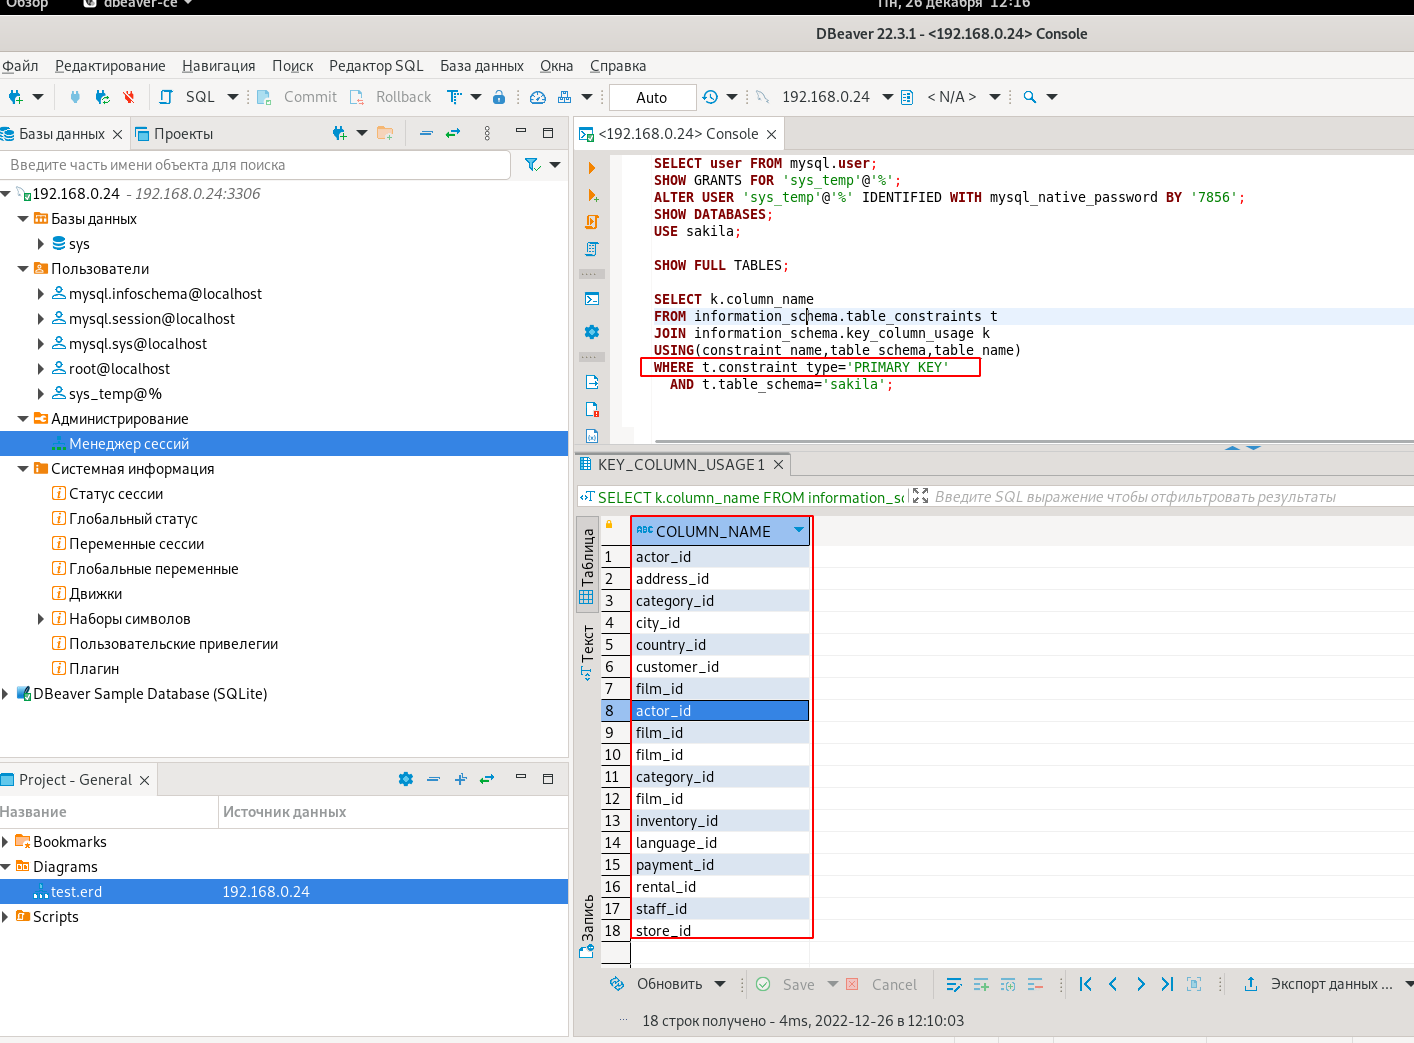 Обзор dbeaver-ce Пн, 26 декабря 12:16
DBeaver 22.3.1 - <192.168.0.24> Console
Файл Редактирование Навигация Поиск Редактор SQL База данных Окна Справка
SQL Commit Rollback Auto 192.168.0.24 < N/A >
Базы данных Проекты
Введите часть имени объекта для поиска
192.168.0.24 - 192.168.0.24:3306
Базы данных
sys
Пользователи
mysql.infoschema@localhost
mysql.session@localhost
mysql.sys@localhost
root@localhost
sys_temp@%
Администрирование
Менеджер сессий
Системная информация
Статус сессии
Глобальный статус
Переменные сессии
Глобальные переменные
Движки
Наборы символов
Пользовательские привелегии
Плагин
DBeaver Sample Database (SQLite)
Project - General
Название Источник данных
Bookmarks
Diagrams
test.erd 192.168.0.24
Scripts
<192.168.0.24> Console
SELECT user FROM mysql.user;
SHOW GRANTS FOR 'sys_temp'@'%';
ALTER USER 'sys_temp'@'%' IDENTIFIED WITH mysql_native_password BY '7856';
SHOW DATABASES;
USE sakila;
SHOW FULL TABLES;
SELECT k.column_name
FROM information_schema.table_constraints t
JOIN information_schema.key_column_usage k
USING(constraint_name,table_schema,table_name)
WHERE t.constraint_type='PRIMARY KEY'
AND t.table_schema='sakila';
KEY_COLUMN_USAGE 1
SELECT k.column_name FROM information_sc Введите SQL выражение чтобы отфильтровать результаты
Таблица
Текст
Запись
ABC COLUMN_NAME
1 actor_id
2 address_id
3 category_id
4 city_id
5 country_id
6 customer_id
7 film_id
8 actor_id
9 film_id
10 film_id
11 category_id
12 film_id
13 inventory_id
14 language_id
15 payment_id
16 rental_id
17 staff_id
18 store_id
Обновить Save Cancel Экспорт данных ...
18 строк получено - 4ms, 2022-12-26 в 12:10:03